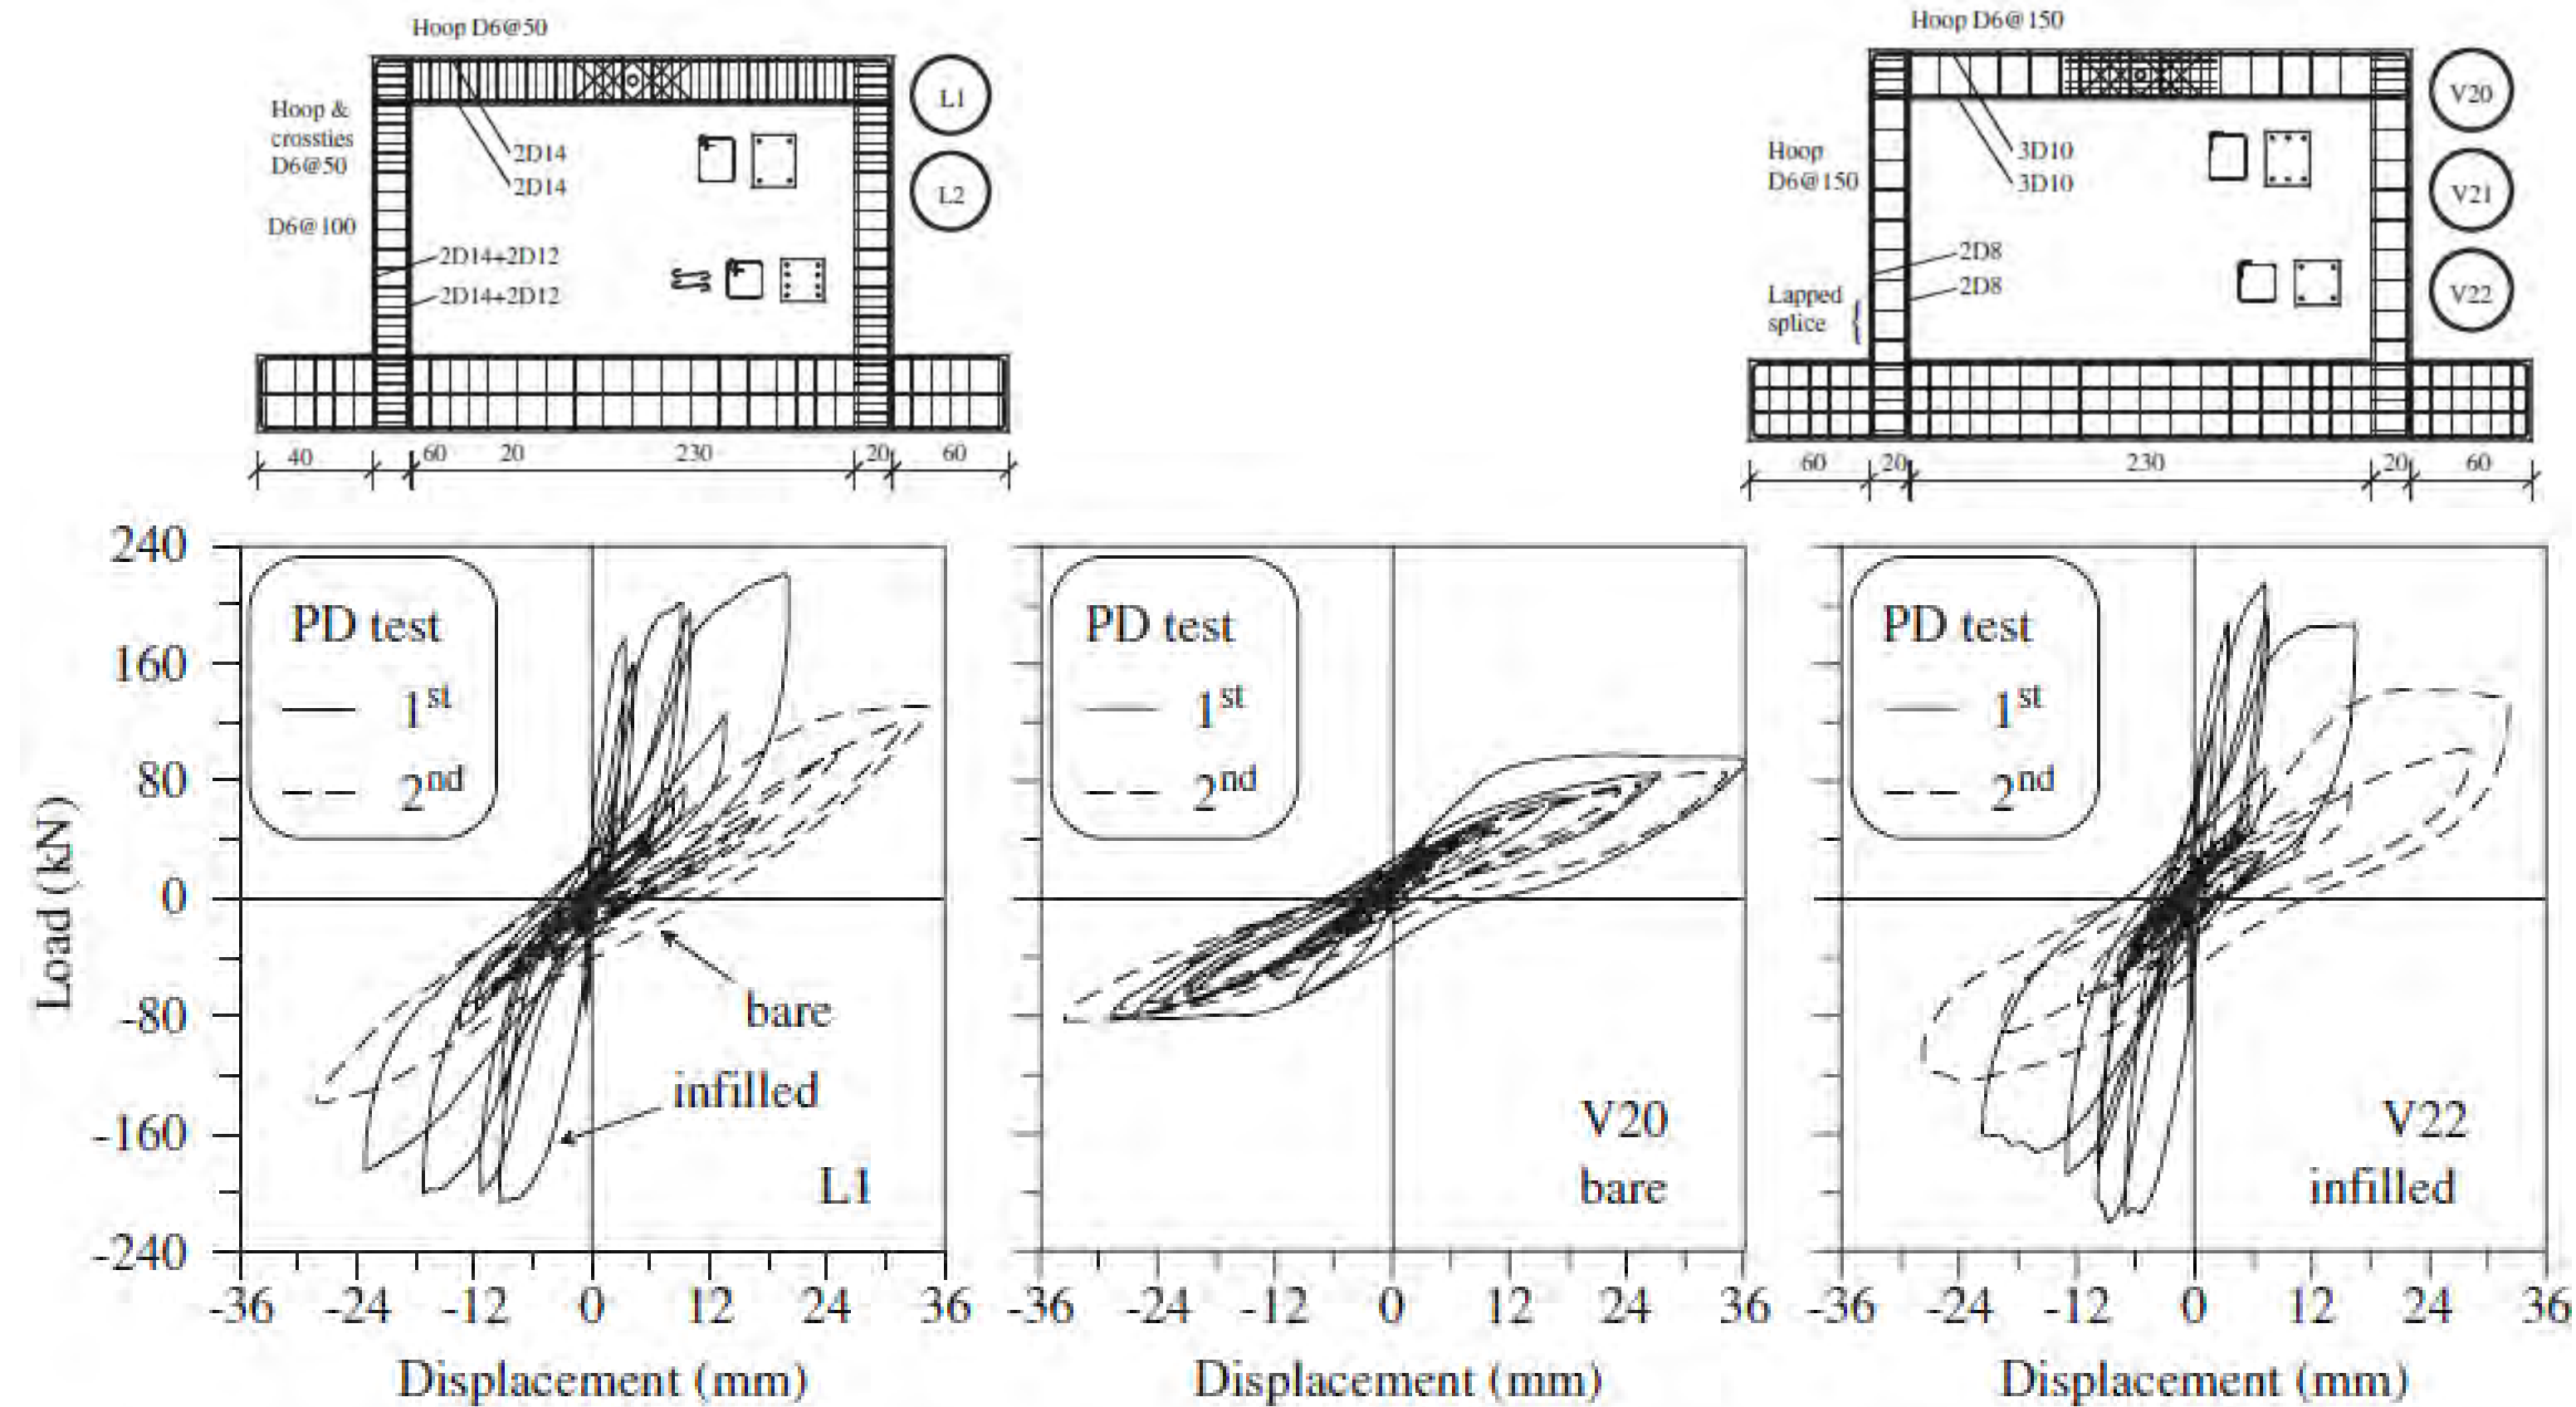 Hoop D6@50
Hoop &
crossties
D6@50
D6@100
2D14
2D14
2D14+2D12
2D14+2D12
L1
L2
40
60
20
230
20
60
Hoop D6@150
Hoop
D6@150
Lapped
splice
3D10
3D10
2D8
2D8
V20
V21
V22
60
20
230
20
60
Load (kN)
240
160
80
0
-80
-160
-240
PD test
1st
2nd
bare
infilled
L1
-36
-24
-12
0
12
24
36
Displacement (mm)
PD test
1st
2nd
V20
bare
-36
-24
-12
0
12
24
36
Displacement (mm)
PD test
1st
2nd
V22
infilled
-36
-24
-12
0
12
24
36
Displacement (mm)